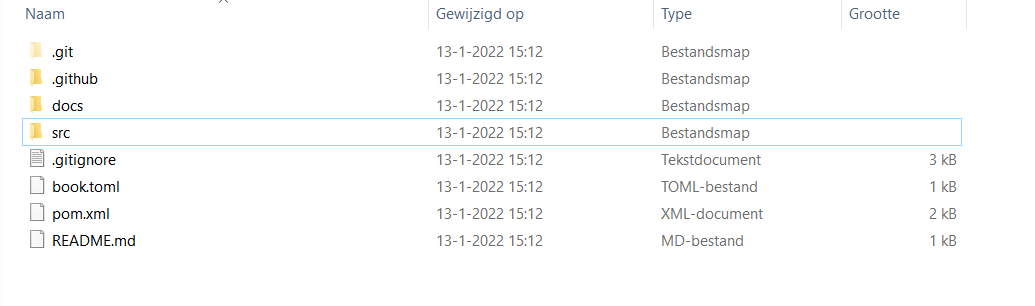 Naam Gewijzigd op Type Grootte
.git 13-1-2022 15:12 Bestandsmap
.github 13-1-2022 15:12 Bestandsmap
docs 13-1-2022 15:12 Bestandsmap
src 13-1-2022 15:12 Bestandsmap
.gitignore 13-1-2022 15:12 Tekstdocument 3 kB
book.toml 13-1-2022 15:12 TOML-bestand 1 kB
pom.xml 13-1-2022 15:12 XML-document 2 kB
README.md 13-1-2022 15:12 MD-bestand 1 kB